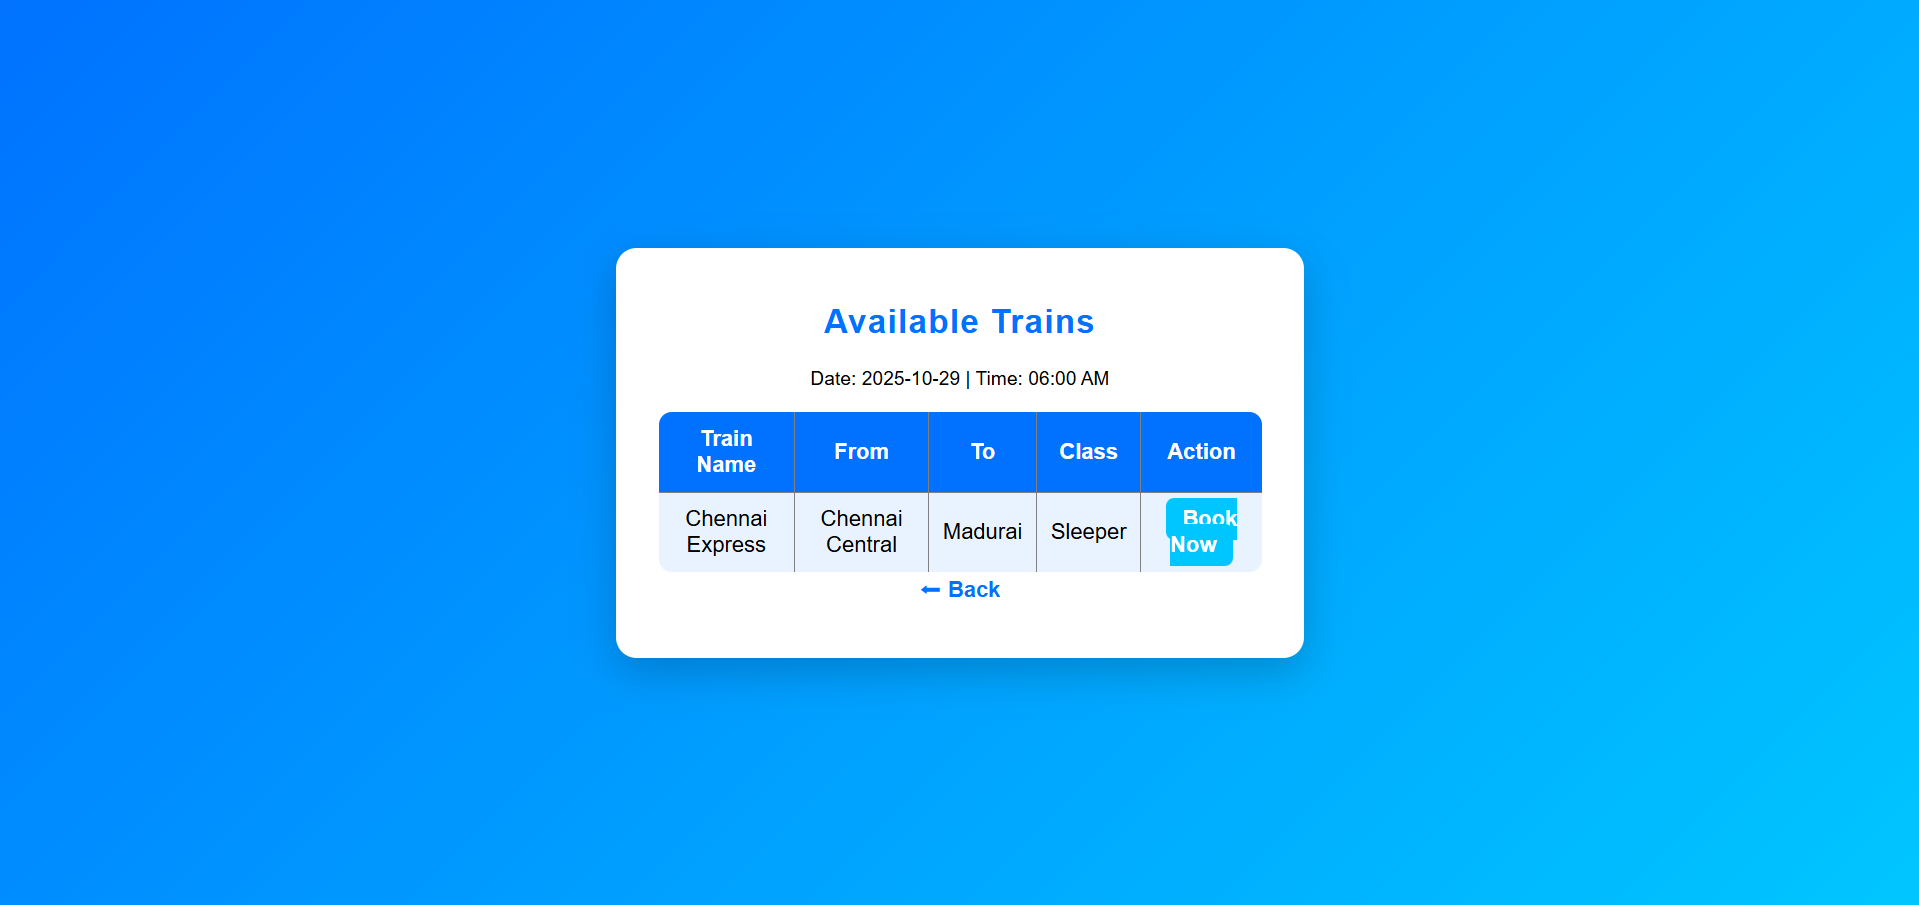 Available Trains
Date: 2025-10-29 | Time: 06:00 AM
Train Name From To Class Action
Chennai Express Chennai Central Madurai Sleeper Book Now
← Back